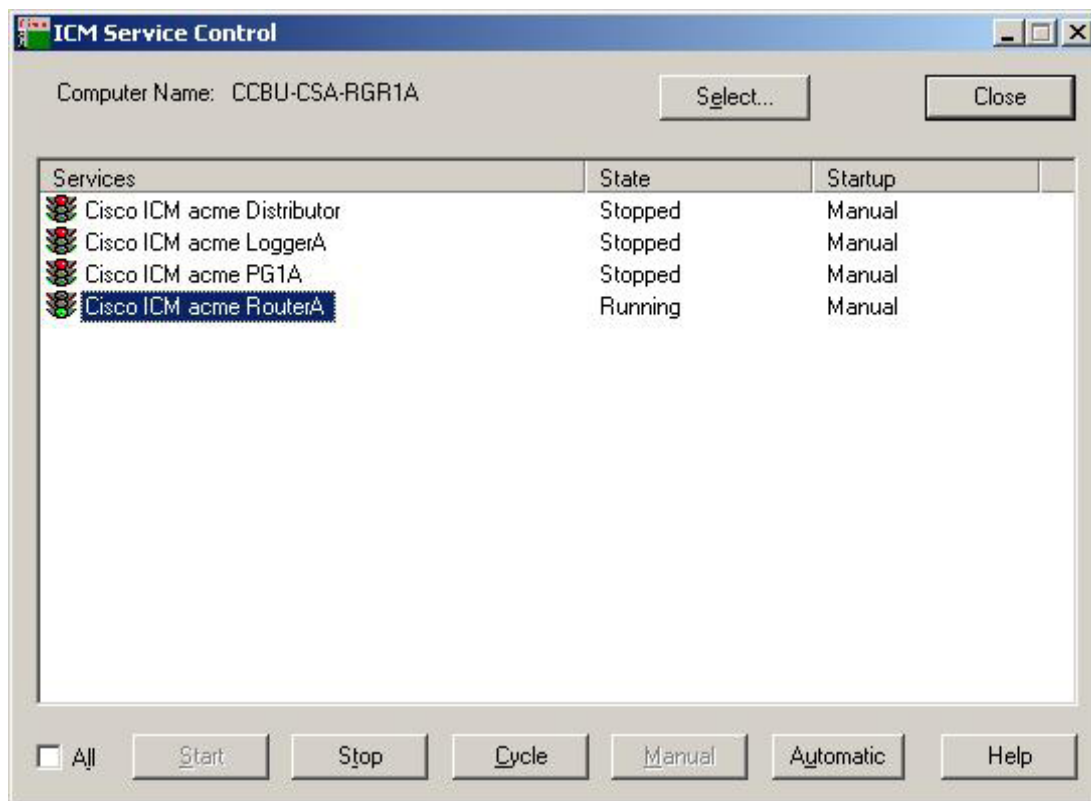 ICM Service Control
Computer Name: CCBU-CSA-RGR1A Select... Close
Services State Startup
Cisco ICM acme Distributor Stopped Manual
Cisco ICM acme LoggerA Stopped Manual
Cisco ICM acme PG1A Stopped Manual
Cisco ICM acme RouterA Running Manual
All Start Stop Cycle Manual Automatic Help